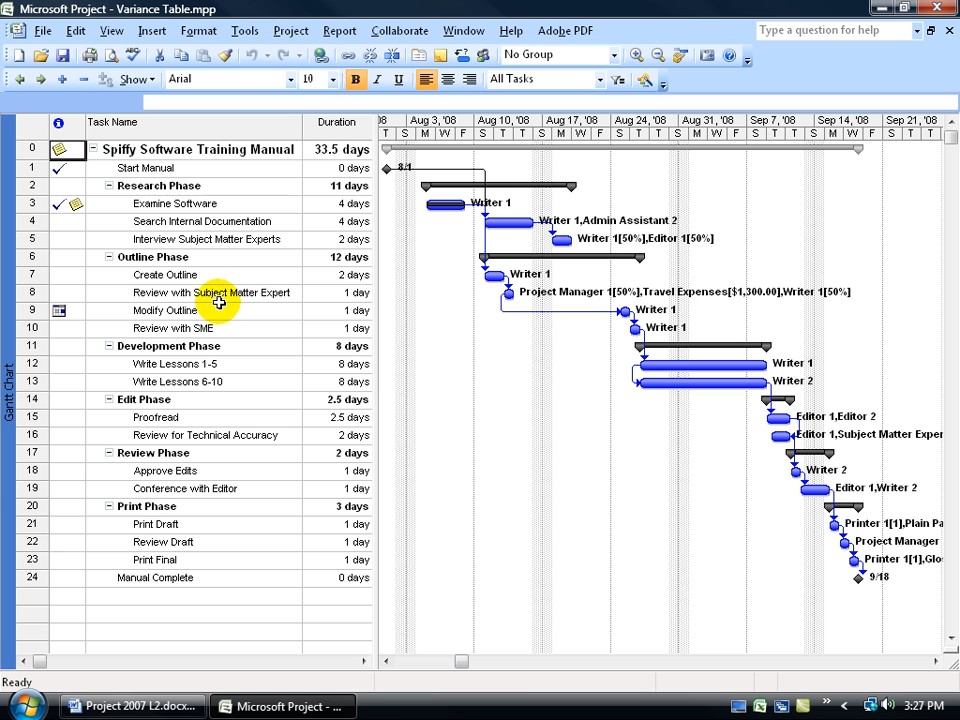 Microsoft Project - Variance Table.mpp
File Edit View Insert Format Tools Project Report Collaborate Window Help Adobe PDF
Type a question for help
No Group
Show Arial 10 B I U All Tasks
Task Name Duration
'08 Aug 3, '08 Aug 10, '08 Aug 17, '08 Aug 24, '08 Aug 31, '08 Sep 7, '08 Sep 14, '08 Sep 21, '08
T S M W F S T T S M W F S T T S M W F S T T S M W F S T T
0 Spiffy Software Training Manual 33.5 days
1 Start Manual 0 days 8/1
2 Research Phase 11 days
3 Examine Software 4 days Writer 1
4 Search Internal Documentation 4 days Writer 1,Admin Assistant 2
5 Interview Subject Matter Experts 2 days Writer 1[50%],Editor 1[50%]
6 Outline Phase 12 days
7 Create Outline 2 days Writer 1
8 Review with Subject Matter Expert 1 day Project Manager 1[50%],Travel Expenses[$1,300.00],Writer 1[50%]
9 Modify Outline 1 day Writer 1
10 Review with SME 1 day Writer 1
11 Development Phase 8 days
12 Write Lessons 1-5 8 days Writer 1
13 Write Lessons 6-10 8 days Writer 2
14 Edit Phase 2.5 days
15 Proofread 2.5 days Editor 1,Editor 2
16 Review for Technical Accuracy 2 days Editor 1,Subject Matter Exper
17 Review Phase 2 days
18 Approve Edits 1 day Writer 2
19 Conference with Editor 1 day Editor 1,Writer 2
20 Print Phase 3 days
21 Print Draft 1 day Printer 1[1],Plain Pa
22 Review Draft 1 day Project Manager
23 Print Final 1 day Printer 1[1],Glos
24 Manual Complete 0 days 9/18
Gantt Chart
Ready
Project 2007 L2.docx... Microsoft Project - ... 3:27 PM